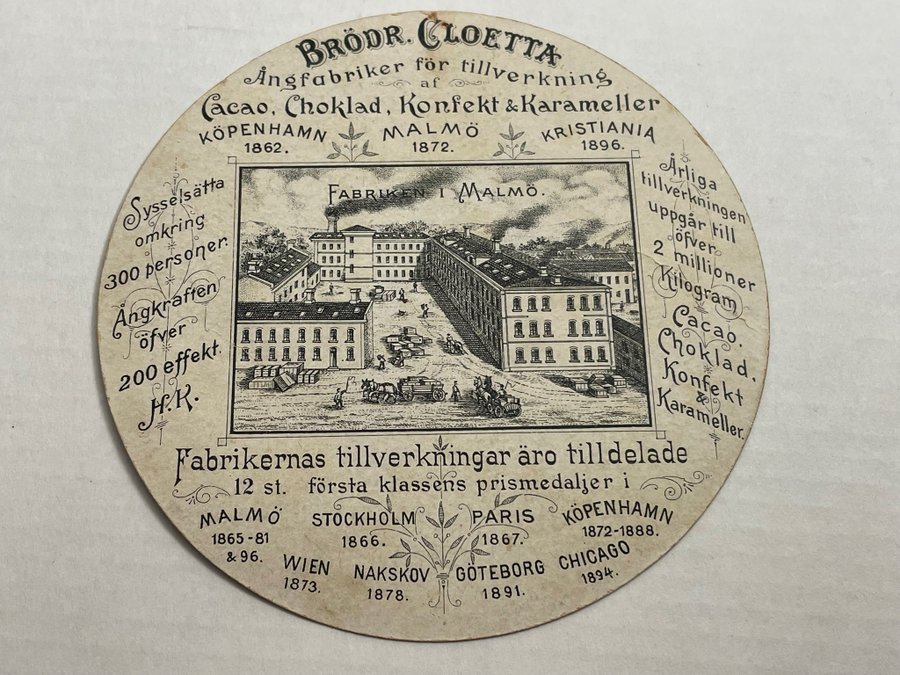 BRÖDR. CLOETTA
Ångfabriker för tillverkning
af
Cacao, Choklad, Konfekt & Karameller
KÖPENHAMN
1862.
MALMÖ
1872.
KRISTIANIA
1896.
Sysselsätta
omkring
300 personer.
Ångkraften
öfver
200 effekt.
H.K.
FABRIKEN I MALMÖ.
Årliga
tillverkningen
uppgår till
öfver
2 millioner
Kilogram
Cacao.
Choklad.
Konfekt
&
Karameller.
Fabrikernas tillverkningar äro tilldelade
12 st. första klassens prismedaljer i
MALMÖ
1865-81
& 96.
STOCKHOLM
1866.
PARIS
1867.
KÖPENHAMN
1872-1888.
WIEN
1873.
NAKSKOV
1878.
GÖTEBORG
1891.
CHICAGO
1894.